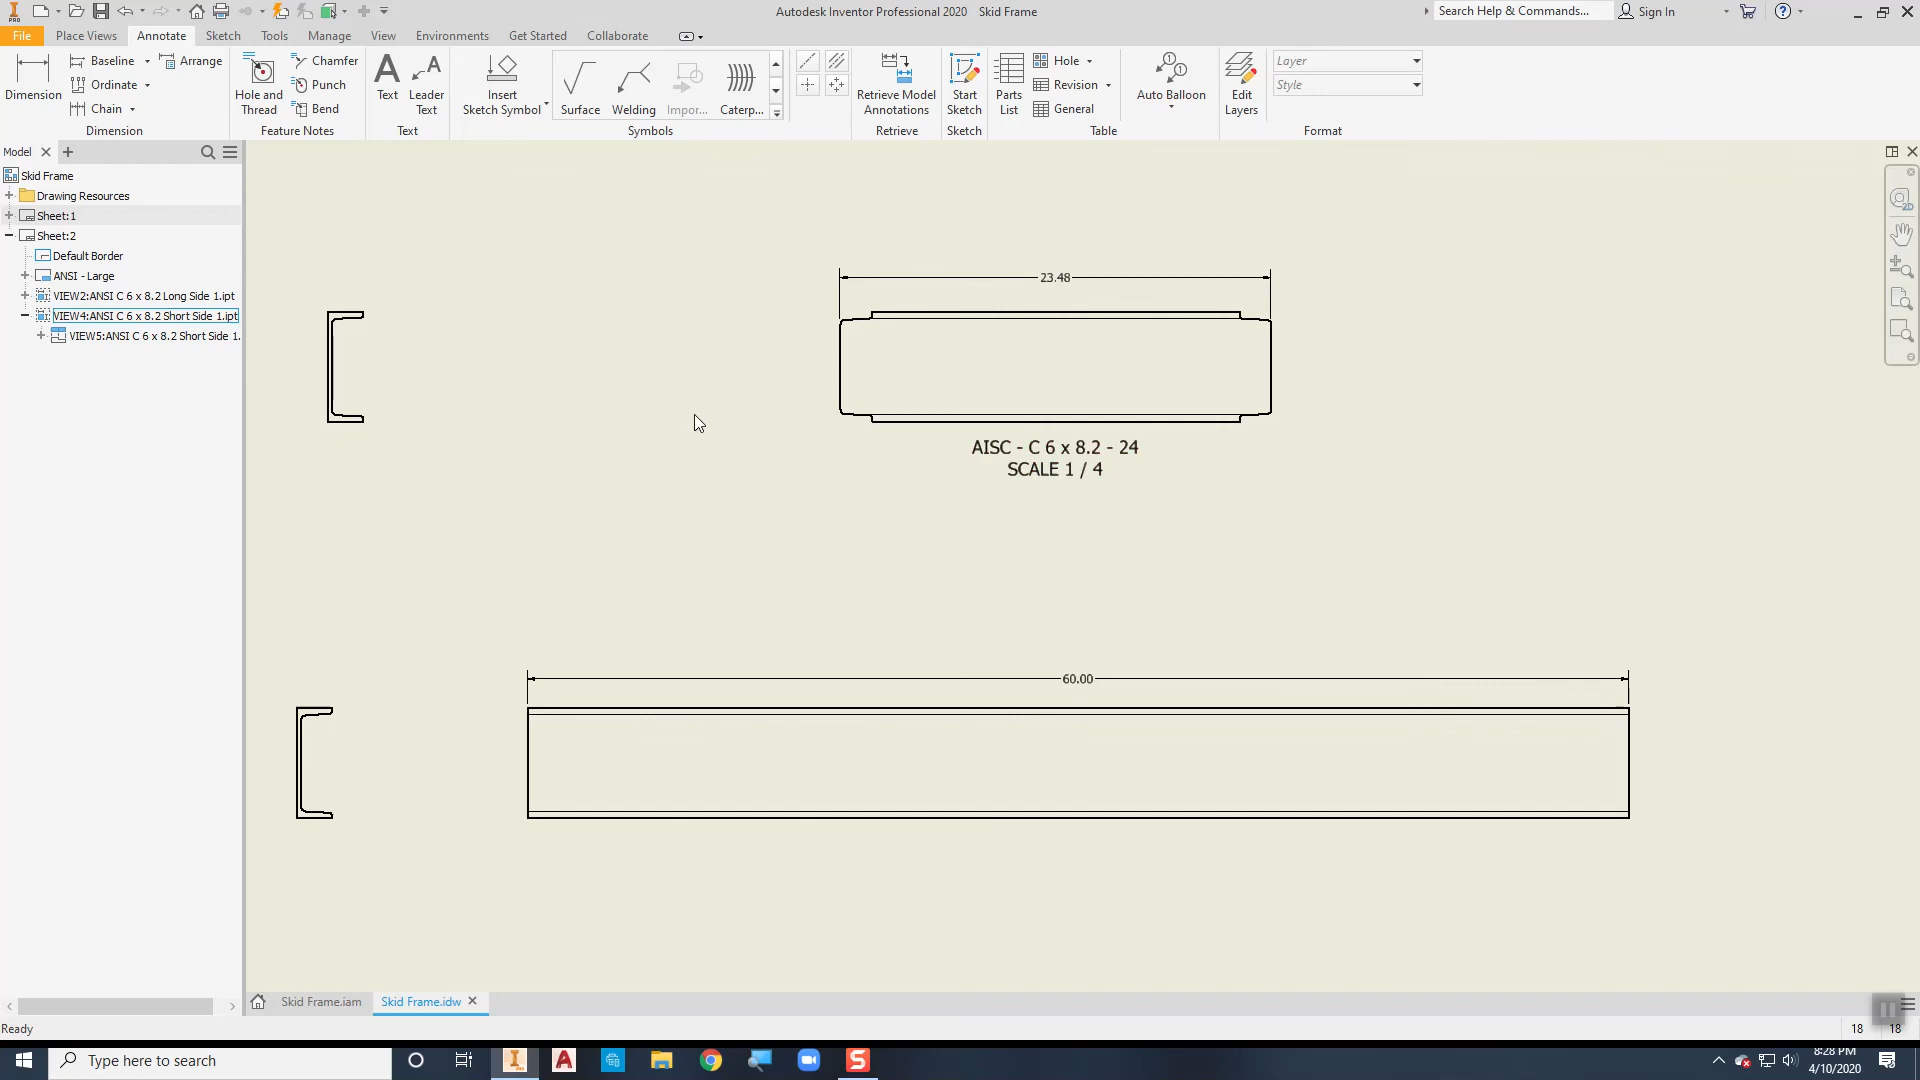 Autodesk Inventor Professional 2020 Skid Frame
Search Help & Commands...
Sign In
File
Place Views
Annotate
Sketch
Tools
Manage
View
Environments
Get Started
Collaborate
Dimension
Baseline
Arrange
Ordinate
Chain
Dimension
Hole and Thread
Chamfer
Punch
Bend
Feature Notes
Text
Leader Text
Text
Insert Sketch Symbol
Surface
Welding
Impor...
Caterp...
Symbols
Retrieve Model Annotations
Retrieve
Start Sketch
Sketch
Parts List
Hole
Revision
General
Auto Balloon
Table
Edit Layers
Layer
Style
Format
Model
Skid Frame
Drawing Resources
Sheet:1
Sheet:2
Default Border
ANSI - Large
VIEW2:ANSI C 6 x 8.2 Long Side 1.ipt
VIEW4:ANSI C 6 x 8.2 Short Side 1.ipt
VIEW5:ANSI C 6 x 8.2 Short Side 1.
23.48
AISC - C 6 x 8.2 - 24
SCALE 1 / 4
60.00
Skid Frame.iam
Skid Frame.idw
Ready
18
18
Type here to search
8:28 PM
4/10/2020